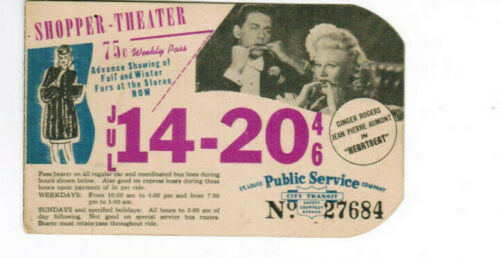 SHOPPER-THEATER
75c Weekly Pass
Advance Showing of
Fall and Winter
Furs at the Stores
NOW
JUL
14-20
46
GINGER ROGERS
JEAN PIERRE AUMONT
IN
"HEARTBEAT"
Pass bearer on all regular car and coordinated bus lines during
hours shown below. Also good on express buses during these
hours upon payment of 5c per ride.
WEEKDAYS: From 10:00 am to 4:00 pm and from 7:00
pm to 3:00 am.
SUNDAYS and specified holidays: All hours to 3:00 am of
day following. Not good on special service bus routes.
Bearer must retain pass throughout ride.
ST. LOUIS Public Service COMPANY
CITY TRANSIT
SAFETY
COURTESY
SERVICE
No. 27684